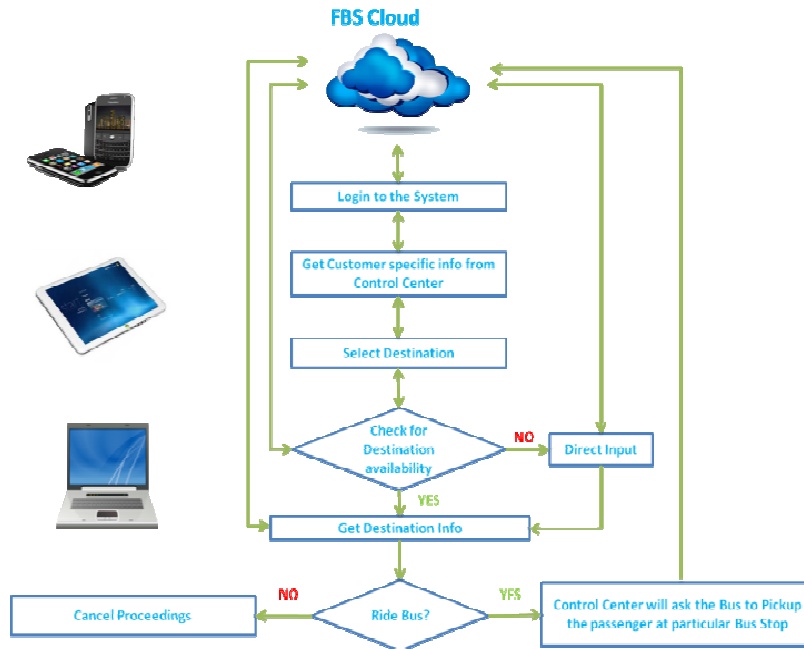 FBS Cloud
Login to the System
Get Customer specific info from
Control Center
Select Destination
Check for
Destination
availability
NO
Direct Input
YES
Get Destination Info
NO
YES
Cancel Proceedings
Ride Bus?
Control Center will ask the Bus to Pickup
the passenger at particular Bus Stop